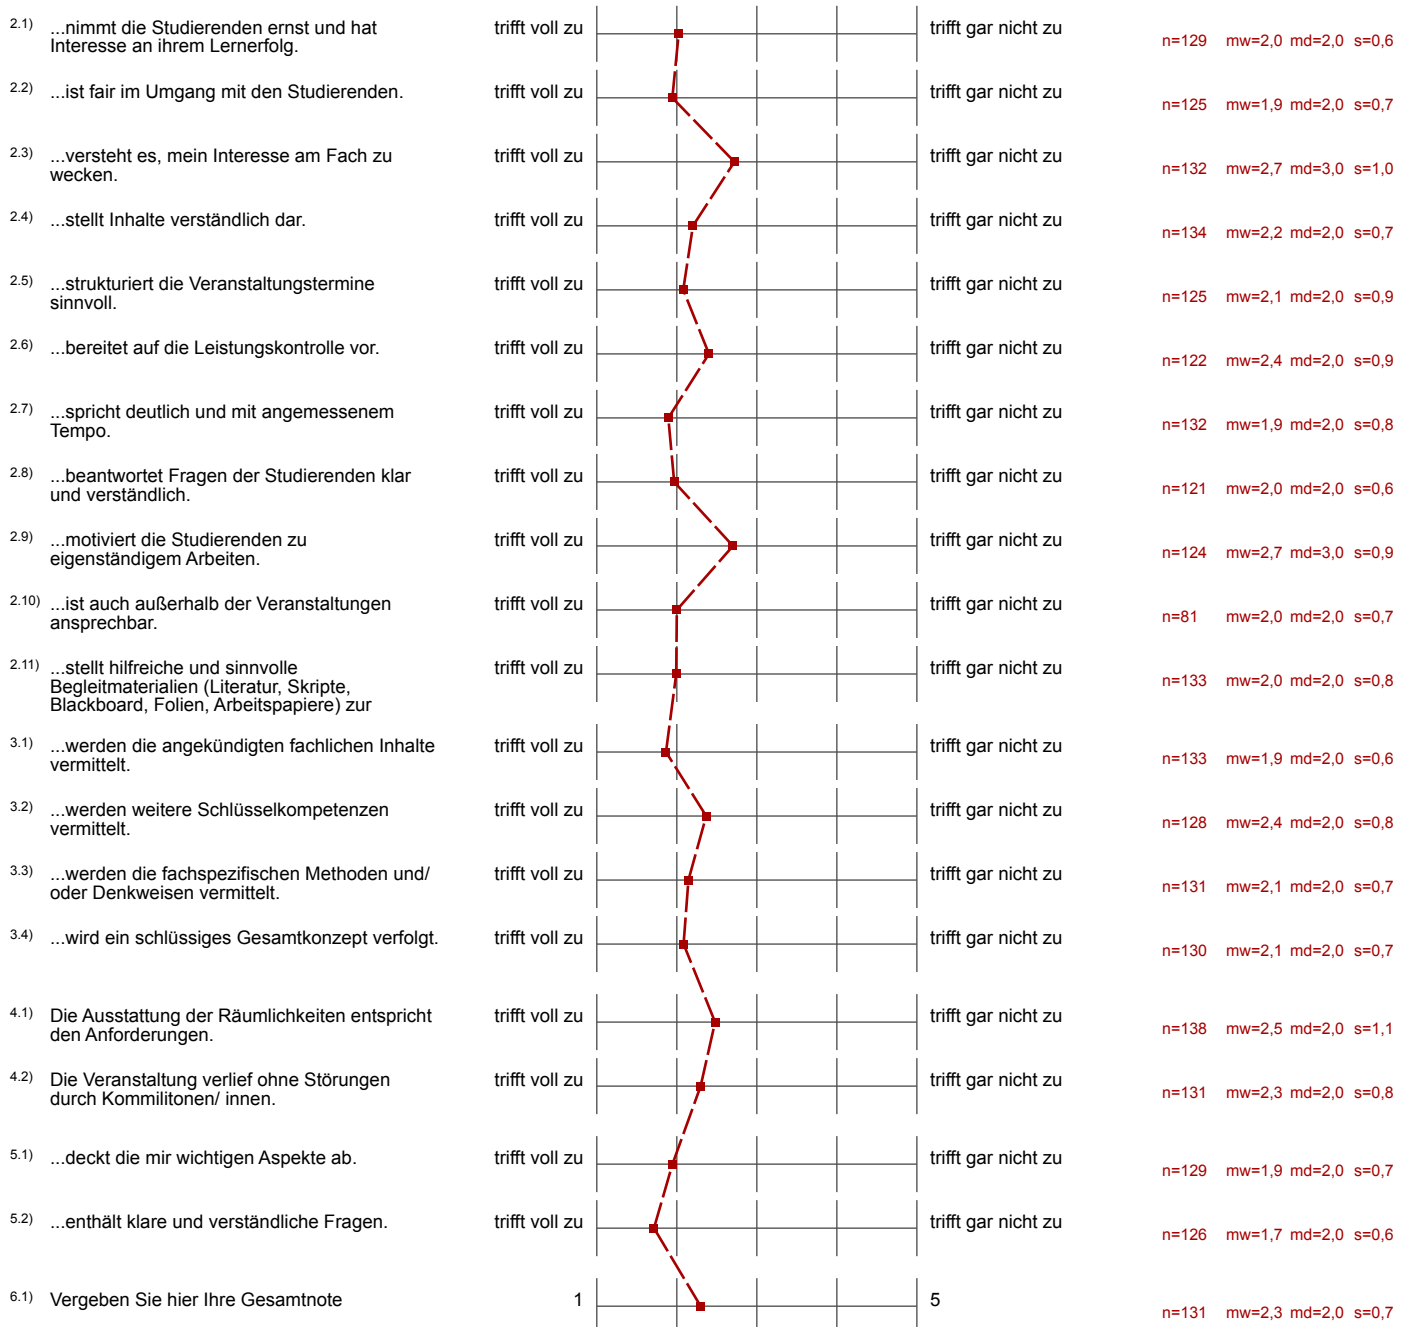 2.1) ...nimmt die Studierenden ernst und hat trifft voll zu trifft gar nicht zu
Interesse an ihrem Lernerfolg. n=129 mw=2,0 md=2,0 s=0,6
2.2) ...ist fair im Umgang mit den Studierenden. trifft voll zu trifft gar nicht zu
n=125 mw=1,9 md=2,0 s=0,7
2.3) ...versteht es, mein Interesse am Fach zu trifft voll zu trifft gar nicht zu
wecken. n=132 mw=2,7 md=3,0 s=1,0
2.4) ...stellt Inhalte verständlich dar. trifft voll zu trifft gar nicht zu
n=134 mw=2,2 md=2,0 s=0,7
2.5) ...strukturiert die Veranstaltungstermine trifft voll zu trifft gar nicht zu
sinnvoll. n=125 mw=2,1 md=2,0 s=0,9
2.6) ...bereitet auf die Leistungskontrolle vor. trifft voll zu trifft gar nicht zu
n=122 mw=2,4 md=2,0 s=0,9
2.7) ...spricht deutlich und mit angemessenem trifft voll zu trifft gar nicht zu
Tempo. n=132 mw=1,9 md=2,0 s=0,8
2.8) ...beantwortet Fragen der Studierenden klar trifft voll zu trifft gar nicht zu
und verständlich. n=121 mw=2,0 md=2,0 s=0,6
2.9) ...motiviert die Studierenden zu trifft voll zu trifft gar nicht zu
eigenständigem Arbeiten. n=124 mw=2,7 md=3,0 s=0,9
2.10) ...ist auch außerhalb der Veranstaltungen trifft voll zu trifft gar nicht zu
ansprechbar. n=81 mw=2,0 md=2,0 s=0,7
2.11) ...stellt hilfreiche und sinnvolle trifft voll zu trifft gar nicht zu
Begleitmaterialien (Literatur, Skripte, n=133 mw=2,0 md=2,0 s=0,8
Blackboard, Folien, Arbeitspapiere) zur
3.1) ...werden die angekündigten fachlichen Inhalte trifft voll zu trifft gar nicht zu
vermittelt. n=133 mw=1,9 md=2,0 s=0,6
3.2) ...werden weitere Schlüsselkompetenzen trifft voll zu trifft gar nicht zu
vermittelt. n=128 mw=2,4 md=2,0 s=0,8
3.3) ...werden die fachspezifischen Methoden und/ trifft voll zu trifft gar nicht zu
oder Denkweisen vermittelt. n=131 mw=2,1 md=2,0 s=0,7
3.4) ...wird ein schlüssiges Gesamtkonzept verfolgt. trifft voll zu trifft gar nicht zu
n=130 mw=2,1 md=2,0 s=0,7
4.1) Die Ausstattung der Räumlichkeiten entspricht trifft voll zu trifft gar nicht zu
den Anforderungen. n=138 mw=2,5 md=2,0 s=1,1
4.2) Die Veranstaltung verlief ohne Störungen trifft voll zu trifft gar nicht zu
durch Kommilitonen/ innen. n=131 mw=2,3 md=2,0 s=0,8
5.1) ...deckt die mir wichtigen Aspekte ab. trifft voll zu trifft gar nicht zu
n=129 mw=1,9 md=2,0 s=0,7
5.2) ...enthält klare und verständliche Fragen. trifft voll zu trifft gar nicht zu
n=126 mw=1,7 md=2,0 s=0,6
6.1) Vergeben Sie hier Ihre Gesamtnote 1 5
n=131 mw=2,3 md=2,0 s=0,7